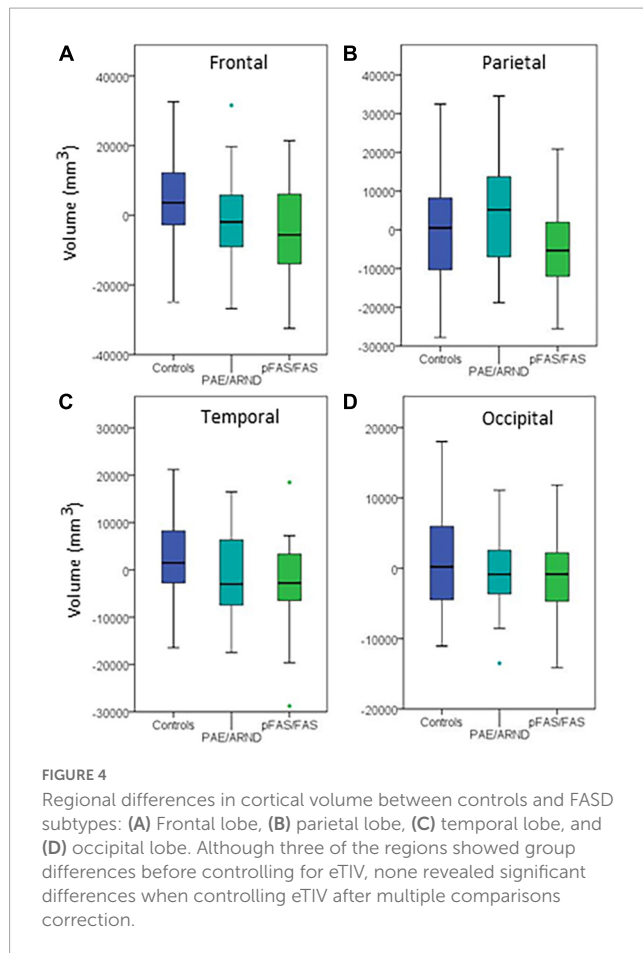 A
Frontal
Volume (mm³)
40000
20000
0
-20000
-40000
Controls
PAE/ARND
pFAS/FAS
B
Parietal
40000
30000
20000
10000
0
-10000
-20000
-30000
Controls
PAE/ARND
pFAS/FAS
C
Temporal
Volume (mm³)
30000
20000
10000
0
-10000
-20000
-30000
Controls
PAE/ARND
pFAS/FAS
D
Occipital
20000
10000
0
-10000
-20000
Controls
PAE/ARND
pFAS/FAS
FIGURE 4
Regional differences in cortical volume between controls and FASD
subtypes: (A) Frontal lobe, (B) parietal lobe, (C) temporal lobe, and
(D) occipital lobe. Although three of the regions showed group
differences before controlling for eTIV, none revealed significant
differences when controlling eTIV after multiple comparisons
correction.